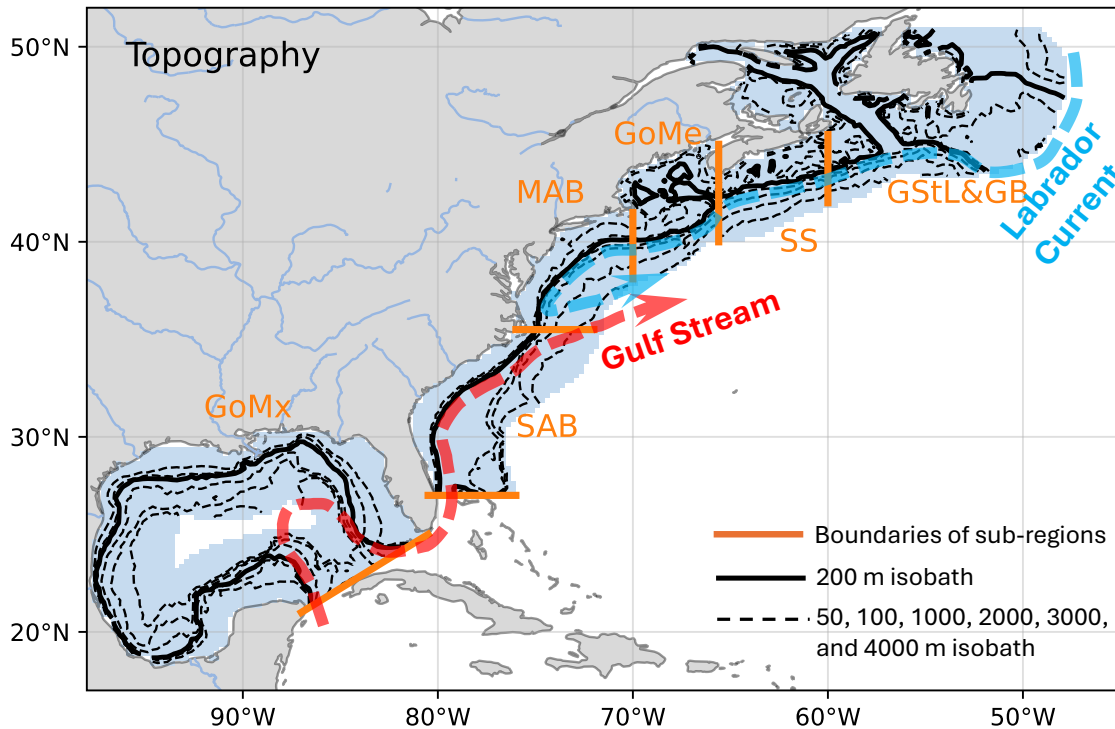 50°N
Topography
GoMe
MAB
GStL&GB
Labrador
Current
40°N
SS
Gulf Stream
GoMx
SAB
30°N
Boundaries of sub-regions
200 m isobath
50, 100, 1000, 2000, 3000,
and 4000 m isobath
20°N
90°W
80°W
70°W
60°W
50°W